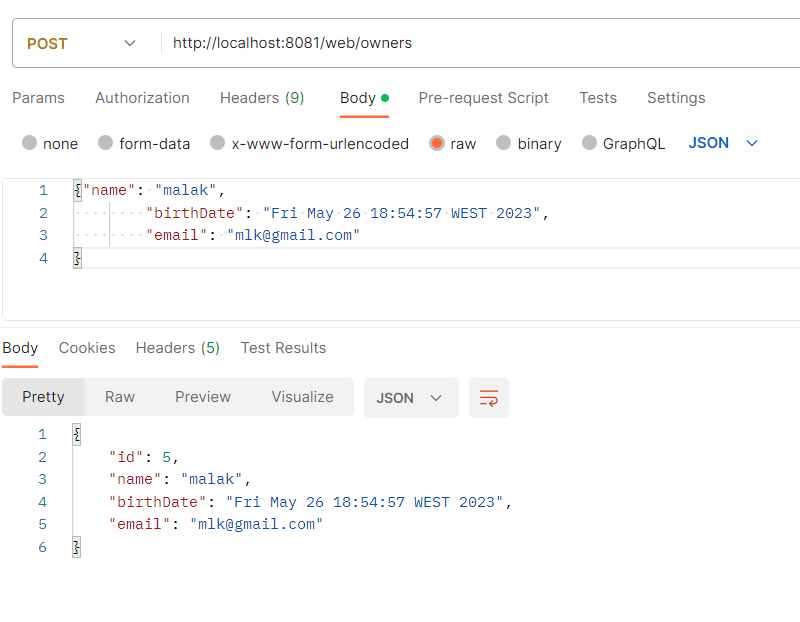 POST http://localhost:8081/web/owners
Params Authorization Headers (9) Body Pre-request Script Tests Settings
none form-data x-www-form-urlencoded raw binary GraphQL JSON
1 {"name": "malak",
2 "birthDate": "Fri May 26 18:54:57 WEST 2023",
3 "email": "mlk@gmail.com"
4 }
Body Cookies Headers (5) Test Results
Pretty Raw Preview Visualize JSON
1 {
2 "id": 5,
3 "name": "malak",
4 "birthDate": "Fri May 26 18:54:57 WEST 2023",
5 "email": "mlk@gmail.com"
6 }